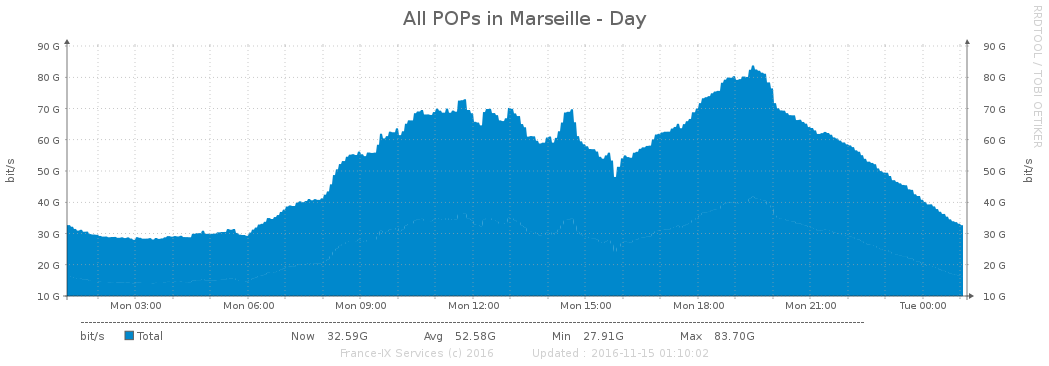 All POPs in Marseille - Day
RRDTOOL / TOBI OETIKER
90 G 90 G
80 G 80 G
70 G 70 G
60 G 60 G
50 G 50 G
40 G 40 G
30 G 30 G
20 G 20 G
10 G 10 G
bit/s
bit/s
Mon 03:00 Mon 06:00 Mon 09:00 Mon 12:00 Mon 15:00 Mon 18:00 Mon 21:00 Tue 00:00
bit/s Total Now 32.59G Avg 52.58G Min 27.91G Max 83.70G
France-IX Services (c) 2016 Updated : 2016-11-15 01:10:02